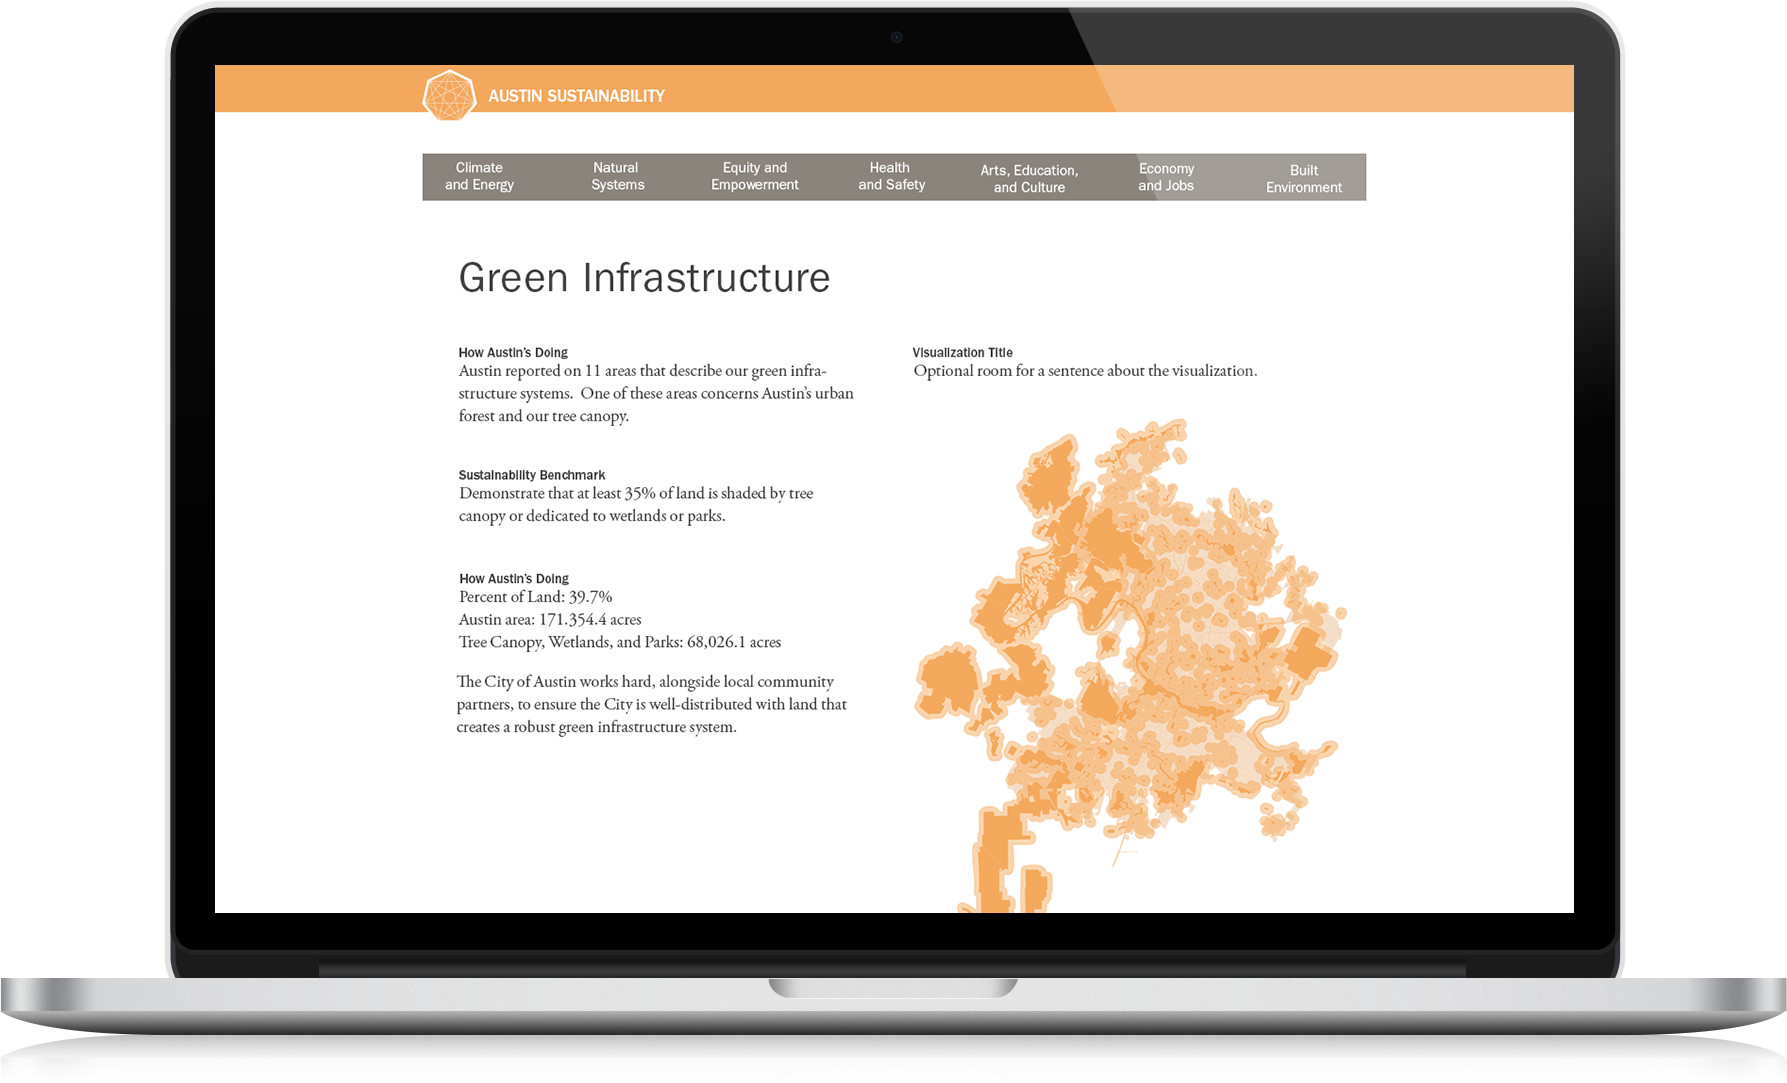 AUSTIN SUSTAINABILITY
Climate
and Energy
Natural
Systems
Equity and
Empowerment
Health
and Safety
Arts, Education,
and Culture
Economy
and Jobs
Built
Environment
Green Infrastructure
How Austin's Doing
Austin reported on 11 areas that describe our green infra-
structure systems.  One of these areas concerns Austin's urban
forest and our tree canopy.
Sustainability Benchmark
Demonstrate that at least 35% of land is shaded by tree
canopy or dedicated to wetlands or parks.
How Austin's Doing
Percent of Land: 39.7%
Austin area: 171.354.4 acres
Tree Canopy, Wetlands, and Parks: 68,026.1 acres
The City of Austin works hard, alongside local community
partners, to ensure the City is well-distributed with land that
creates a robust green infrastructure system.
Visualization Title
Optional room for a sentence about the visualization.